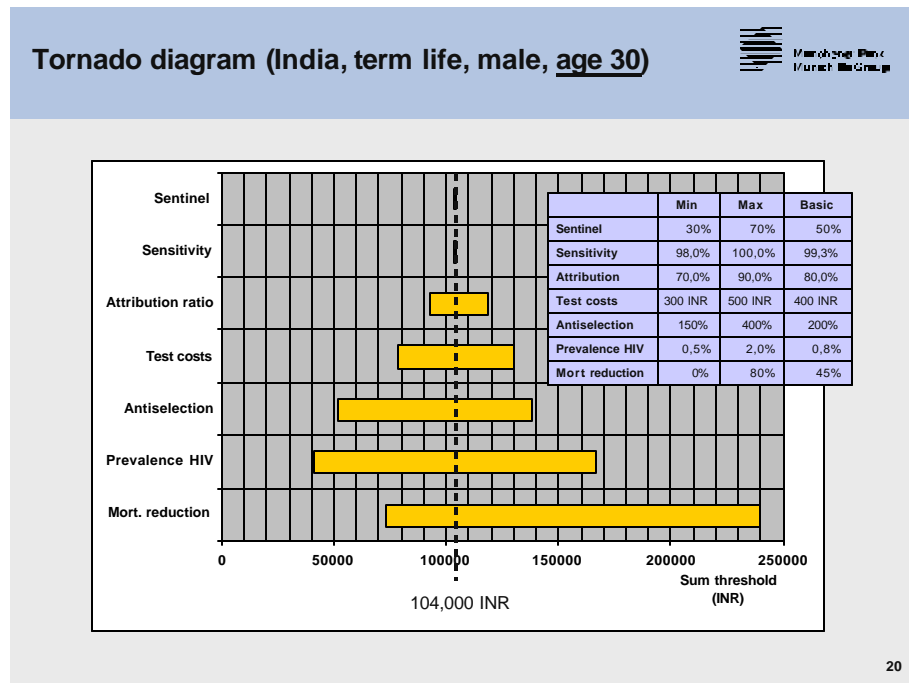 Tornado diagram (India, term life, male, age 30)
Sentinel
Sensitivity
Attribution ratio
Test costs
Antiselection
Prevalence HIV
Mort. reduction
Min Max Basic
Sentinel 30% 70% 50%
Sensitivity 98,0% 100,0% 99,3%
Attribution 70,0% 90,0% 80,0%
Test costs 300 INR 500 INR 400 INR
Antiselection 150% 400% 200%
Prevalence HIV 0,5% 2,0% 0,8%
Mort reduction 0% 80% 45%
0 50000 100000 150000 200000 250000
Sum threshold
(INR)
104,000 INR
20